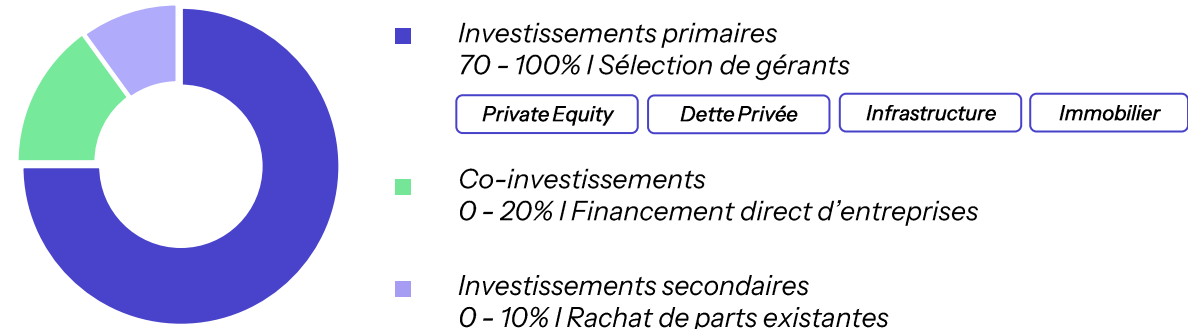 Investissements primaires
70 - 100% | Sélection de gérants
Private Equity Dette Privée Infrastructure Immobilier
Co-investissements
0 - 20% | Financement direct d’entreprises
Investissements secondaires
0 - 10% | Rachat de parts existantes